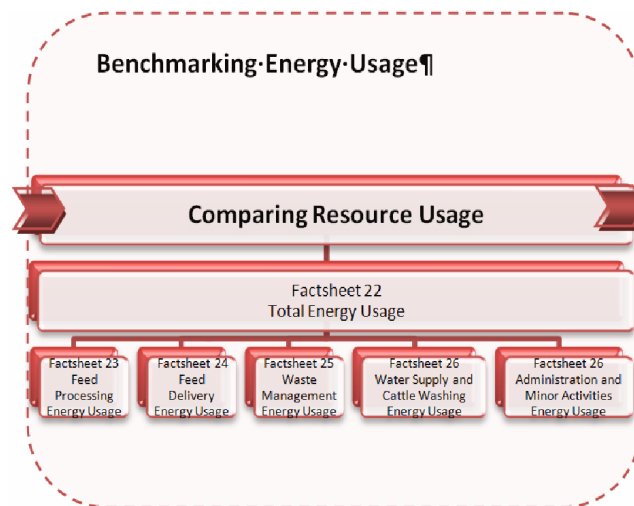 Benchmarking·Energy·Usage¶
Comparing Resource Usage
Factsheet 22
Total Energy Usage
Factsheet 23
Feed
Processing
Energy Usage
Factsheet 24
Feed
Delivery
Energy Usage
Factsheet 25
Waste
Management
Energy Usage
Factsheet 26
Water Supply and
Cattle Washing
Energy Usage
Factsheet 26
Administration and
Minor Activities
Energy Usage